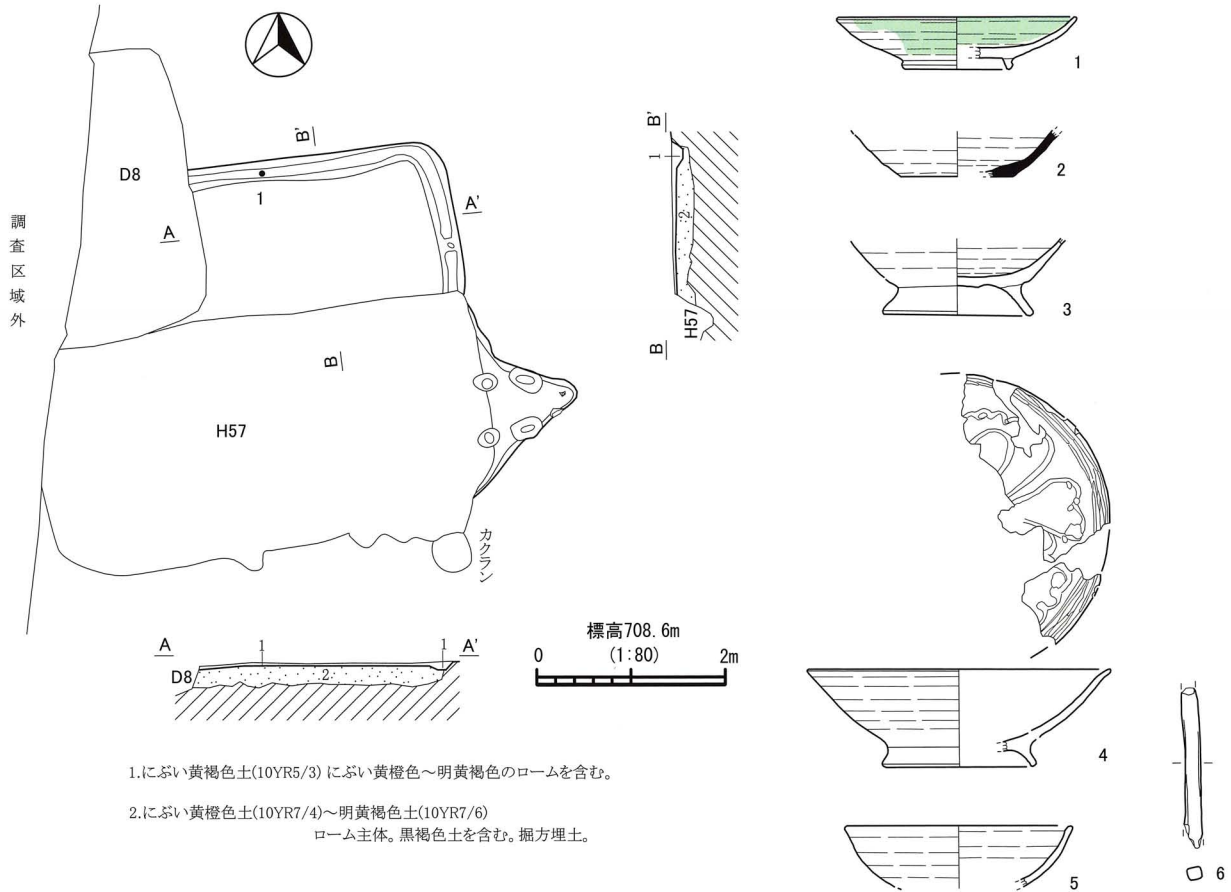 調査区域外
D8
B'
1
A
A'
B
H57
カクラン
A
1
1
A'
D8
2
標高708.6m
0
(1:80)
2m
1.にぶい黄褐色土(10YR5/3) にぶい黄橙色～明黄褐色のロームを含む。
2.にぶい黄橙色土(10YR7/4)～明黄褐色土(10YR7/6)
ローム主体。黒褐色土を含む。掘方埋土。
B'
1
2
H57
B
1
2
3
4
5
6